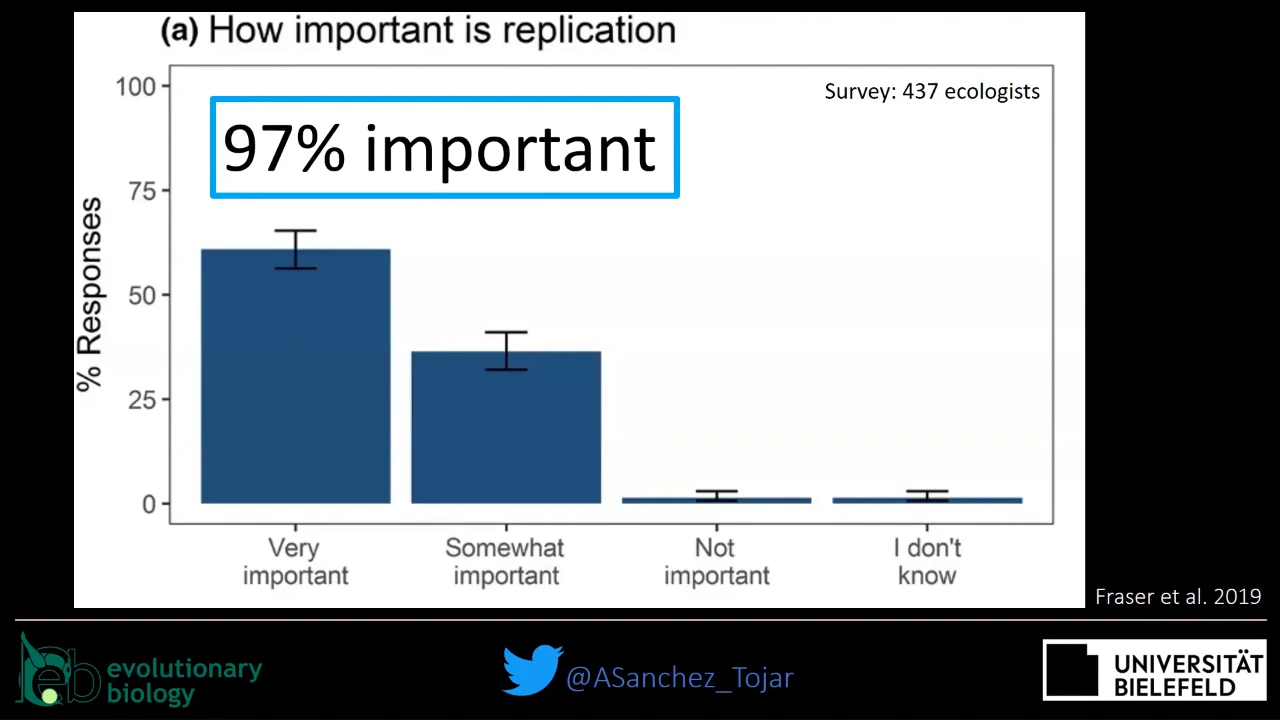 (a) How important is replication
Survey: 437 ecologists
97% important
% Responses
100
75
50
25
0
Very
important
Somewhat
important
Not
important
I don't
know
Fraser et al. 2019
eb evolutionary
biology
@ASanchez_Tojar
UNIVERSITÄT
BIELEFELD